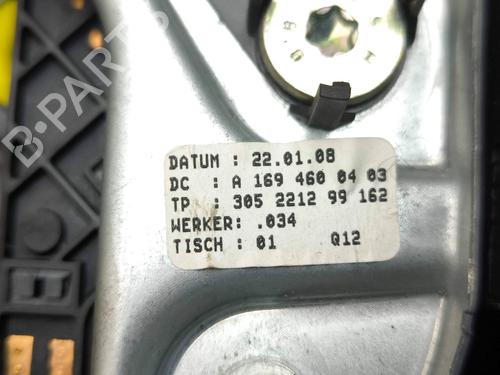 B-PARTS
DATUM : 22.01.08
DC : A 169 460 04 03
TP : 305 2212 99 162
WERKER: .034
TISCH : 01 Q12